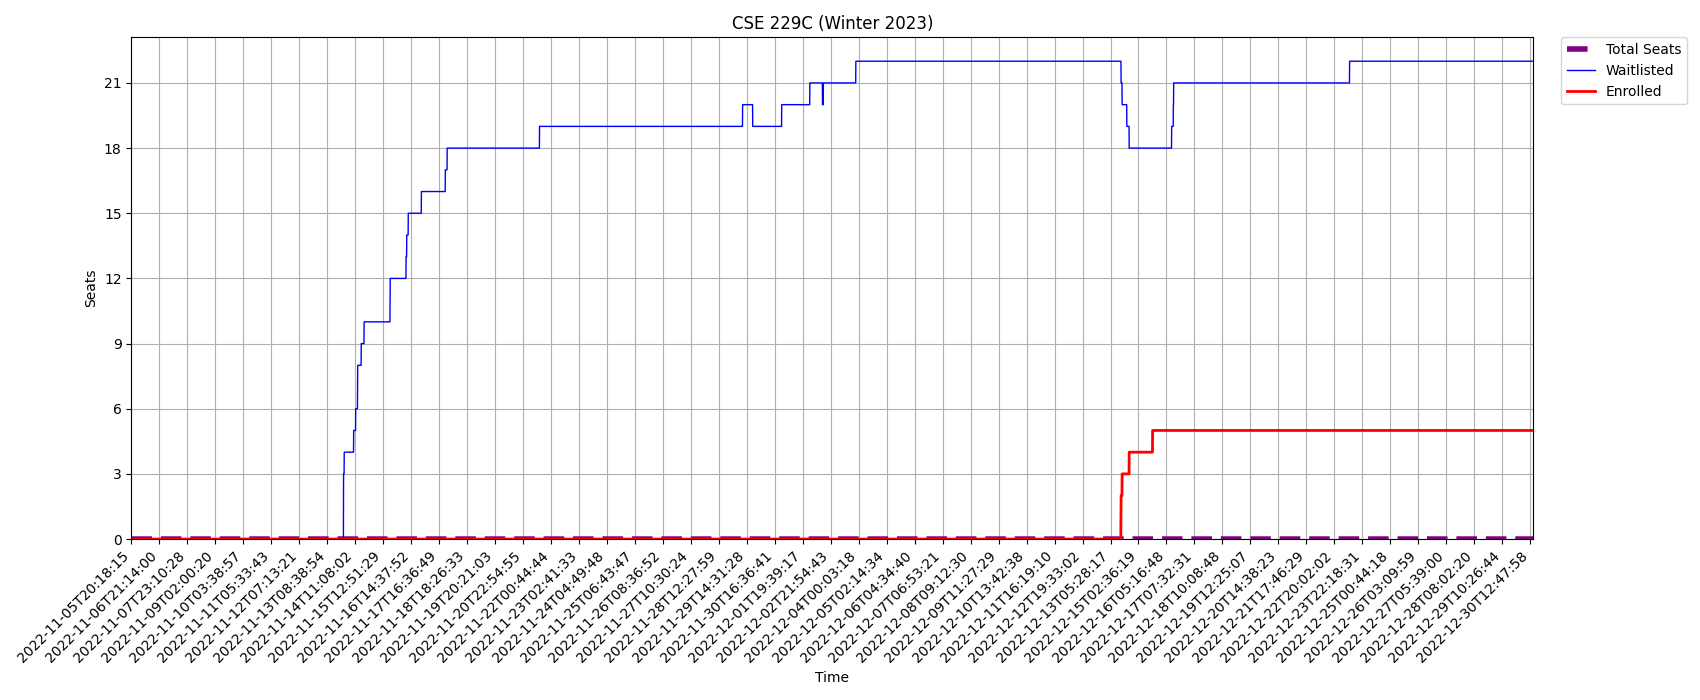 CSE 229C (Winter 2023)
Total Seats
Waitlisted
Enrolled
Seats
21
18
15
12
9
6
3
0
2022-11-05T20:18:15
2022-11-06T21:14:00
2022-11-07T23:10:28
2022-11-09T02:00:20
2022-11-10T03:38:57
2022-11-11T05:33:43
2022-11-12T07:13:21
2022-11-13T08:38:54
2022-11-14T11:08:02
2022-11-15T12:51:29
2022-11-16T14:37:52
2022-11-17T16:36:49
2022-11-18T18:26:33
2022-11-19T20:21:03
2022-11-20T22:54:55
2022-11-22T00:44:44
2022-11-23T02:41:33
2022-11-24T04:49:48
2022-11-25T06:43:47
2022-11-26T08:36:52
2022-11-27T10:30:24
2022-11-28T12:27:59
2022-11-29T14:31:28
2022-11-30T16:36:41
2022-12-01T19:39:17
2022-12-02T21:54:43
2022-12-04T00:03:18
2022-12-05T02:14:34
2022-12-06T04:34:40
2022-12-07T06:53:21
2022-12-08T09:12:30
2022-12-09T11:27:29
2022-12-10T13:42:38
2022-12-11T16:19:10
2022-12-12T19:33:02
2022-12-13T05:28:17
2022-12-15T02:36:19
2022-12-16T05:16:48
2022-12-17T07:32:31
2022-12-18T10:08:48
2022-12-19T12:25:07
2022-12-20T14:38:23
2022-12-21T17:46:29
2022-12-22T20:02:02
2022-12-23T22:18:31
2022-12-25T00:44:18
2022-12-26T03:09:59
2022-12-27T05:39:00
2022-12-28T08:02:20
2022-12-29T10:26:44
2022-12-30T12:47:58
Time